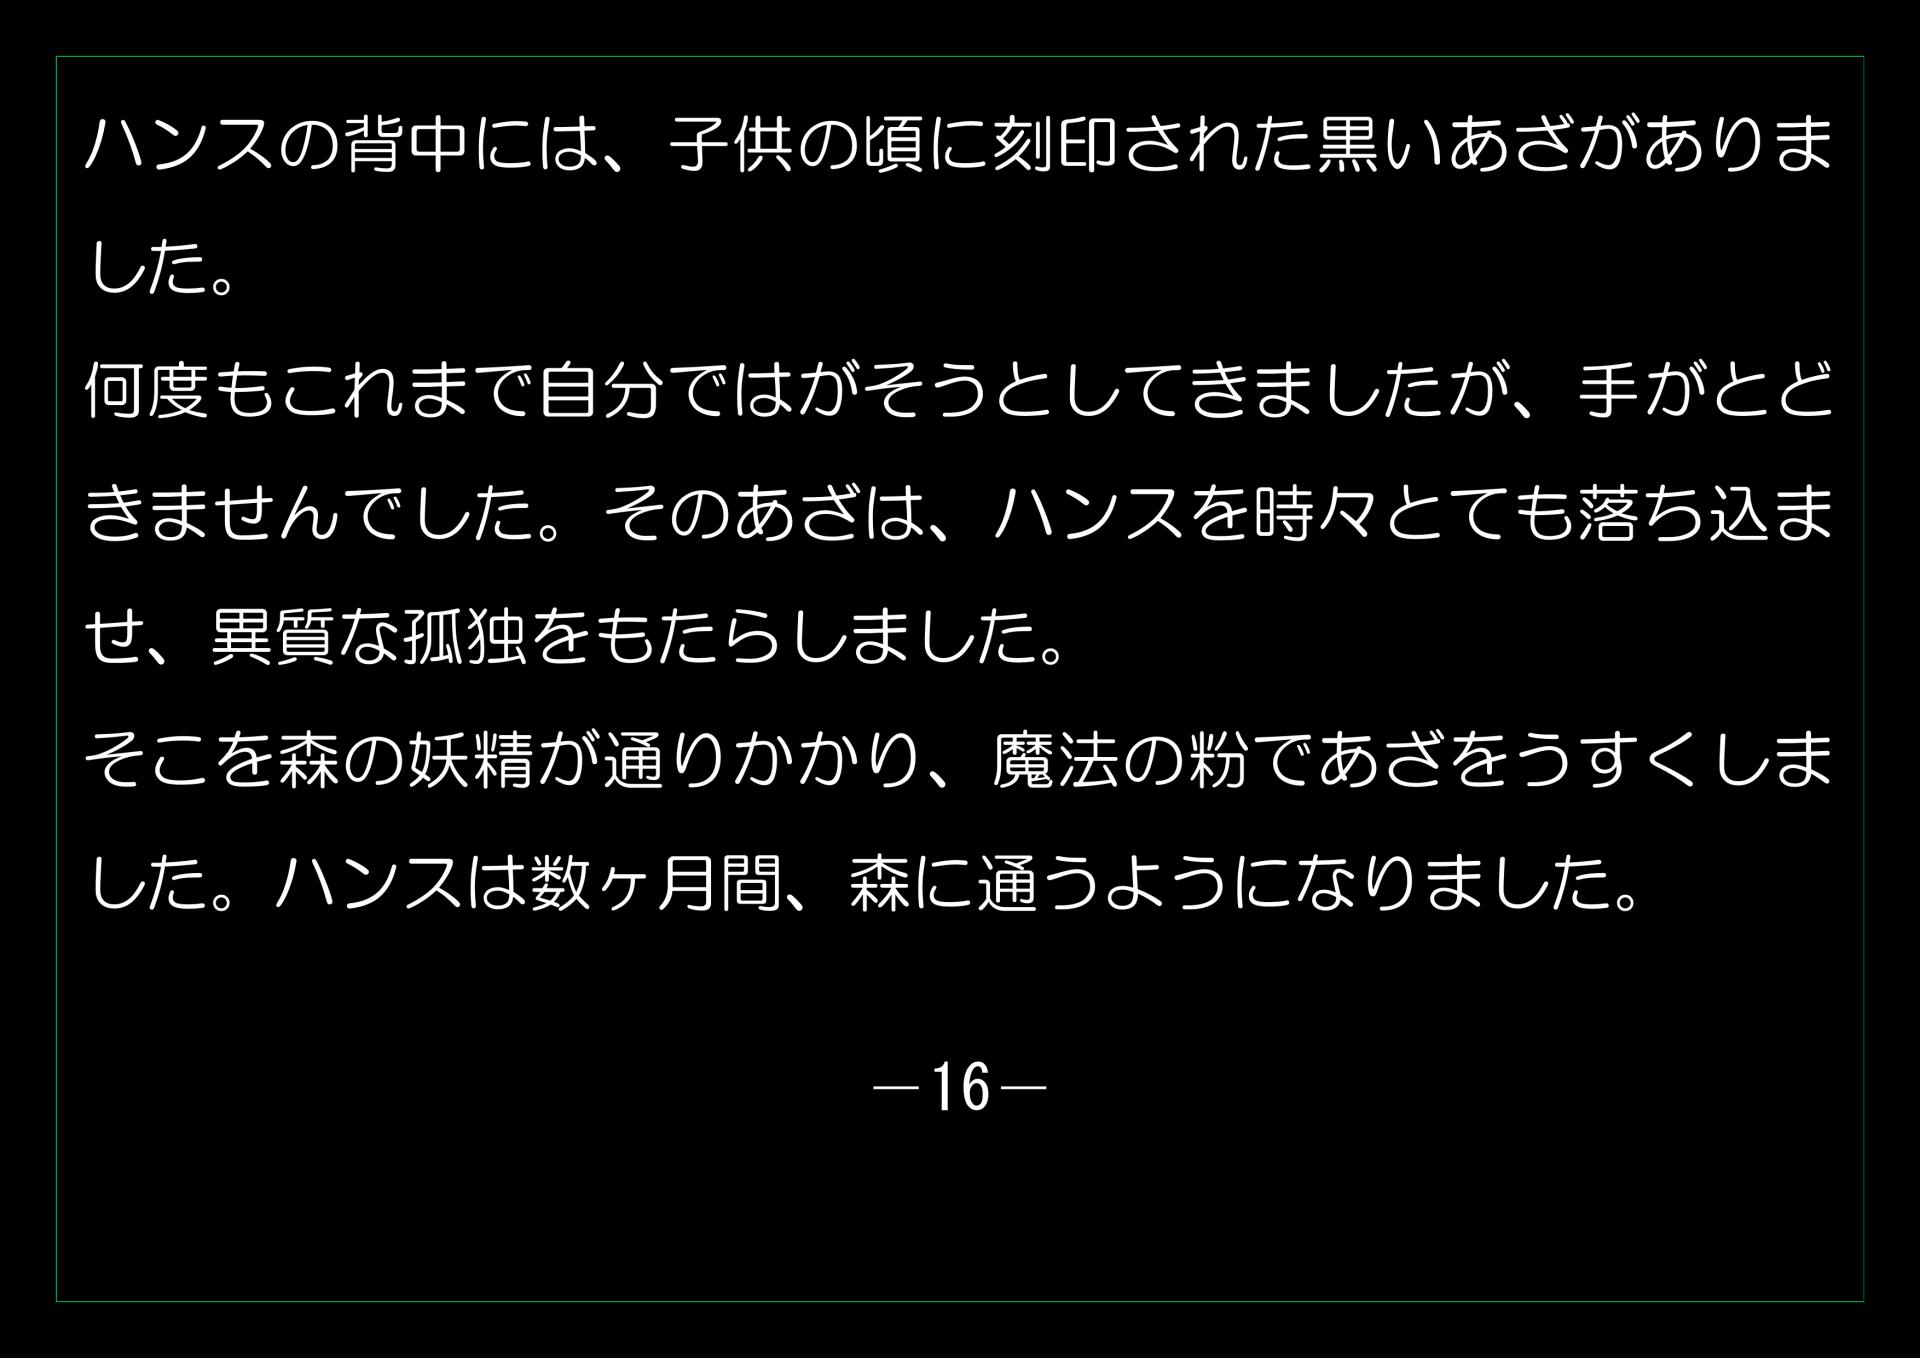 ハンスの背中には、子供の頃に刻印された黒いあざがありま
した。
何度もこれまで自分ではがそうとしてきましたが、手がとど
きませんでした。そのあざは、ハンスを時々とても落ち込ま
せ、異質な孤独をもたらしました。
そこを森の妖精が通りかかり、魔法の粉であざをうすくしま
した。ハンスは数ヶ月間、森に通うようになりました。
―16―